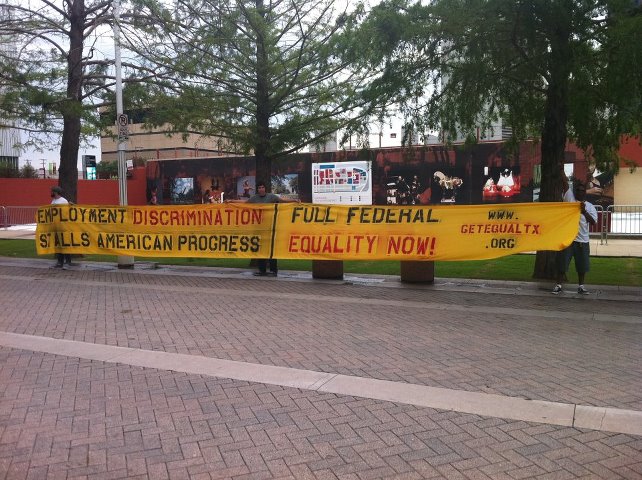 EMPLOYMENT DISCRIMINATION
STALLS AMERICAN PROGRESS
FULL FEDERAL
EQUALITY NOW!
WWW.
GETEQUALTX
.ORG